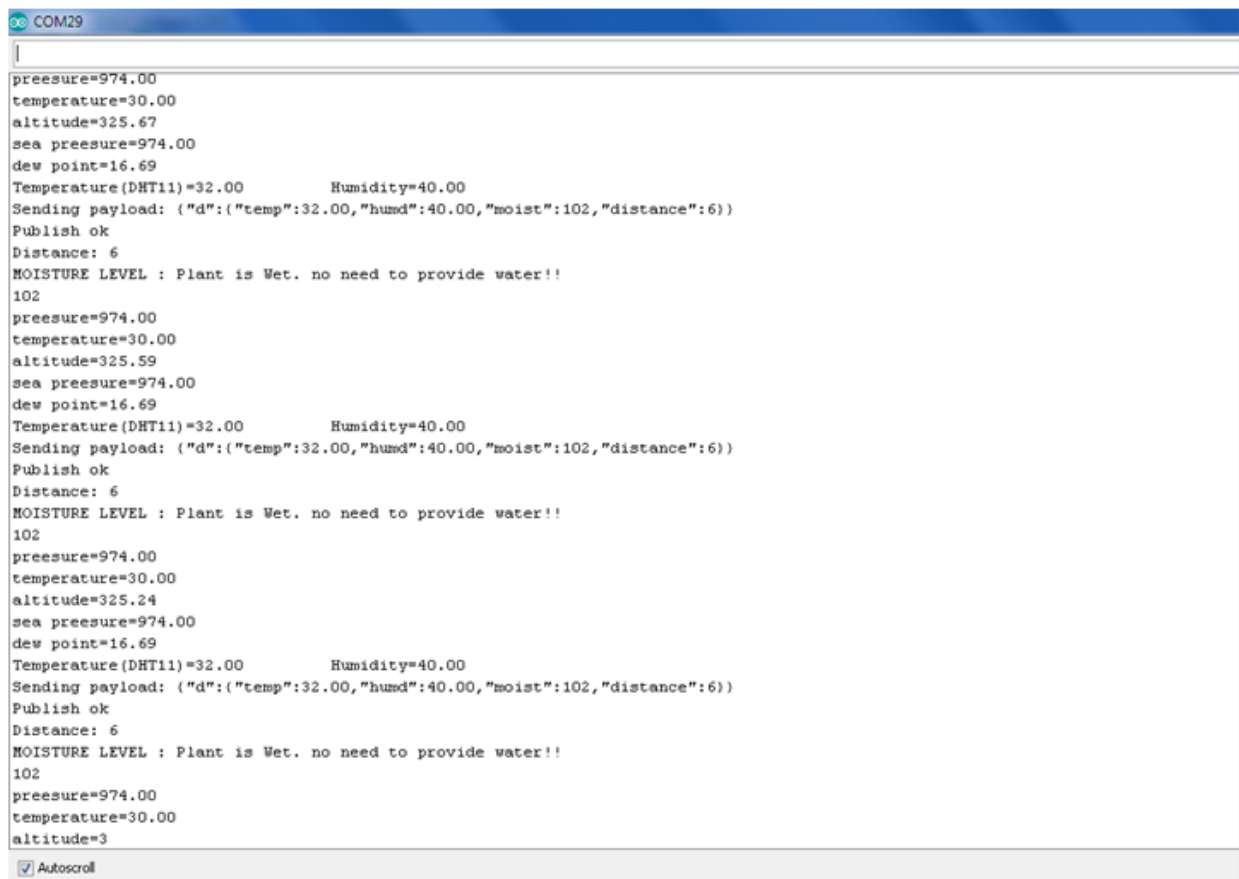 COM29
preesure=974.00
temperature=30.00
altitude=325.67
sea preesure=974.00
dew point=16.69
Temperature(DHT11)=32.00 Humidity=40.00
Sending payload: {"d":{"temp":32.00,"humd":40.00,"moist":102,"distance":6}}
Publish ok
Distance: 6
MOISTURE LEVEL : Plant is Wet. no need to provide water!!
102
preesure=974.00
temperature=30.00
altitude=325.59
sea preesure=974.00
dew point=16.69
Temperature(DHT11)=32.00 Humidity=40.00
Sending payload: {"d":{"temp":32.00,"humd":40.00,"moist":102,"distance":6}}
Publish ok
Distance: 6
MOISTURE LEVEL : Plant is Wet. no need to provide water!!
102
preesure=974.00
temperature=30.00
altitude=325.24
sea preesure=974.00
dew point=16.69
Temperature(DHT11)=32.00 Humidity=40.00
Sending payload: {"d":{"temp":32.00,"humd":40.00,"moist":102,"distance":6}}
Publish ok
Distance: 6
MOISTURE LEVEL : Plant is Wet. no need to provide water!!
102
preesure=974.00
temperature=30.00
altitude=3
Autoscroll